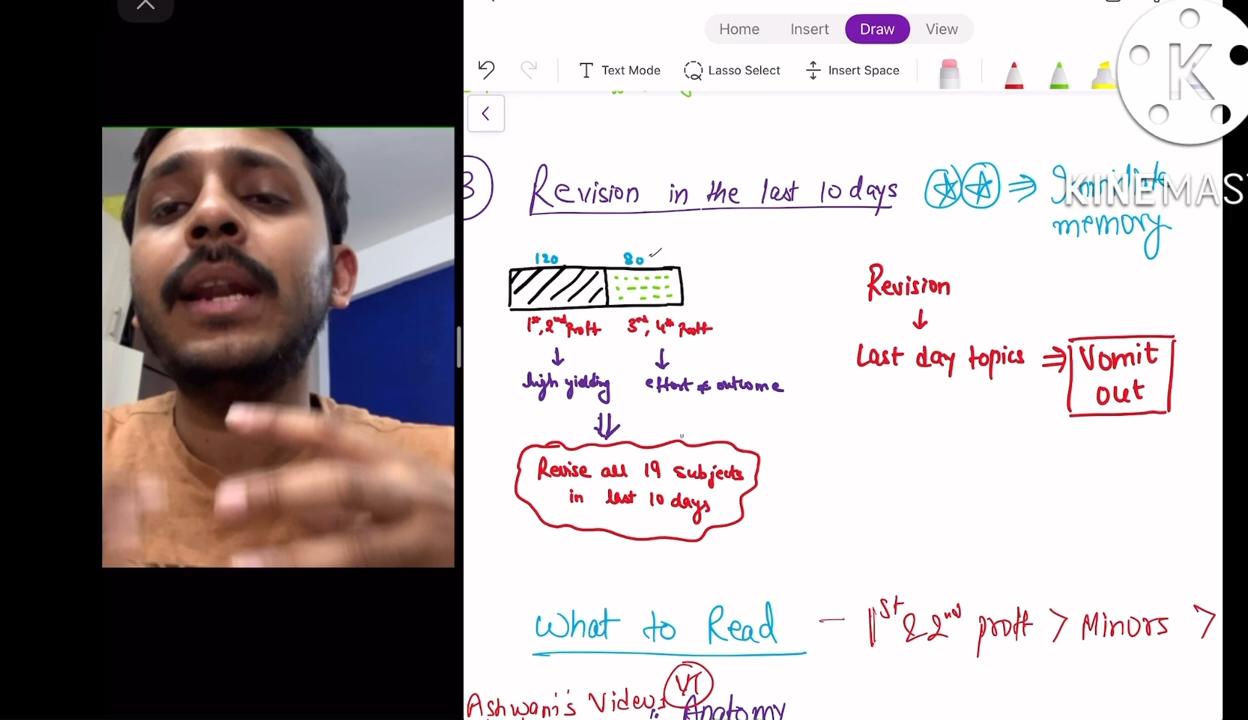 Home Insert Draw View
Text Mode Lasso Select Insert Space
K
KINEMAS
3 Revision in the last 10 days ⇒
memory
120 80
1st, 2nd proff 3rd, 4th proff
high yielding effort & outcome
Revise all 19 subjects
in last 10 days
Revision
Last day topics ⇒ Vomit
out
What to Read - 1st & 2nd proff > Minors >
Ashwani's Videos VT
Anatomy